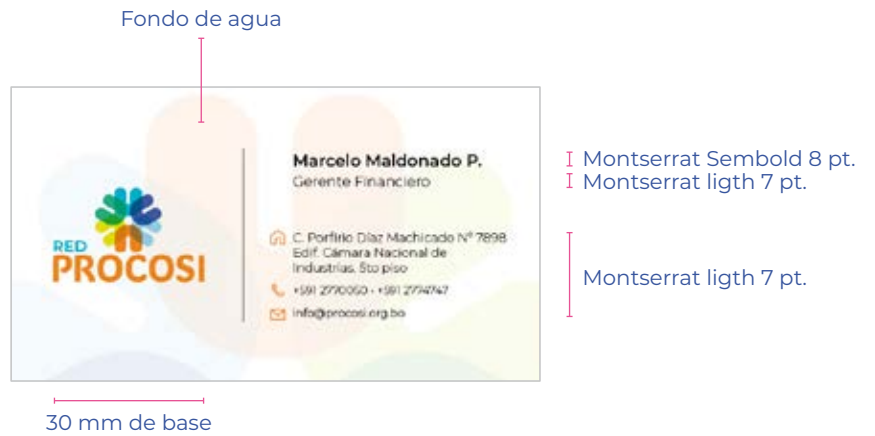 Fondo de agua
Marcelo Maldonado P.
Gerente Financiero
Montserrat Sembold 8 pt.
Montserrat ligth 7 pt.
RED
PROCOSI
C. Porfirio Díaz Machicado N° 7898
Edif. Cámara Nacional de
Industrias. 5to piso
+591 2770050 - +591 2774747
info@procosi.org.bo
Montserrat ligth 7 pt.
30 mm de base